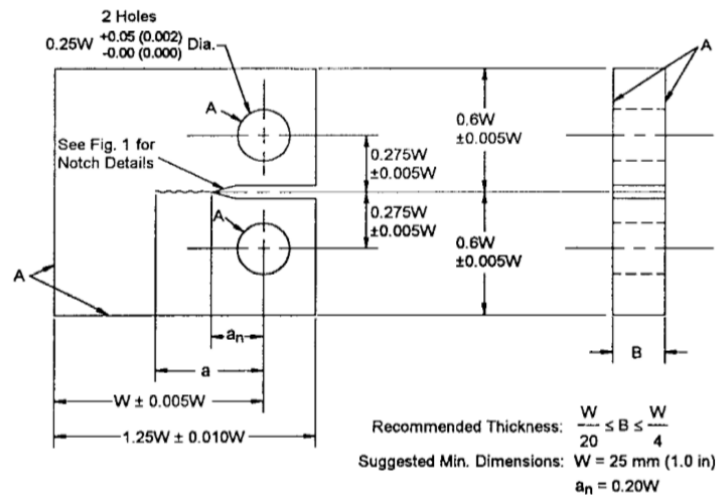 2 Holes
0.25W +0.05 (0.002) -0.00 (0.000) Dia.
A
A
See Fig. 1 for
Notch Details
0.6W
±0.005W
0.275W
±0.005W
0.275W
±0.005W
A
0.6W
±0.005W
A
A
aₙ
a
B
W ± 0.005W
1.25W ± 0.010W
Recommended Thickness: W/20 ≤ B ≤ W/4
Suggested Min. Dimensions: W = 25 mm (1.0 in)
aₙ = 0.20W